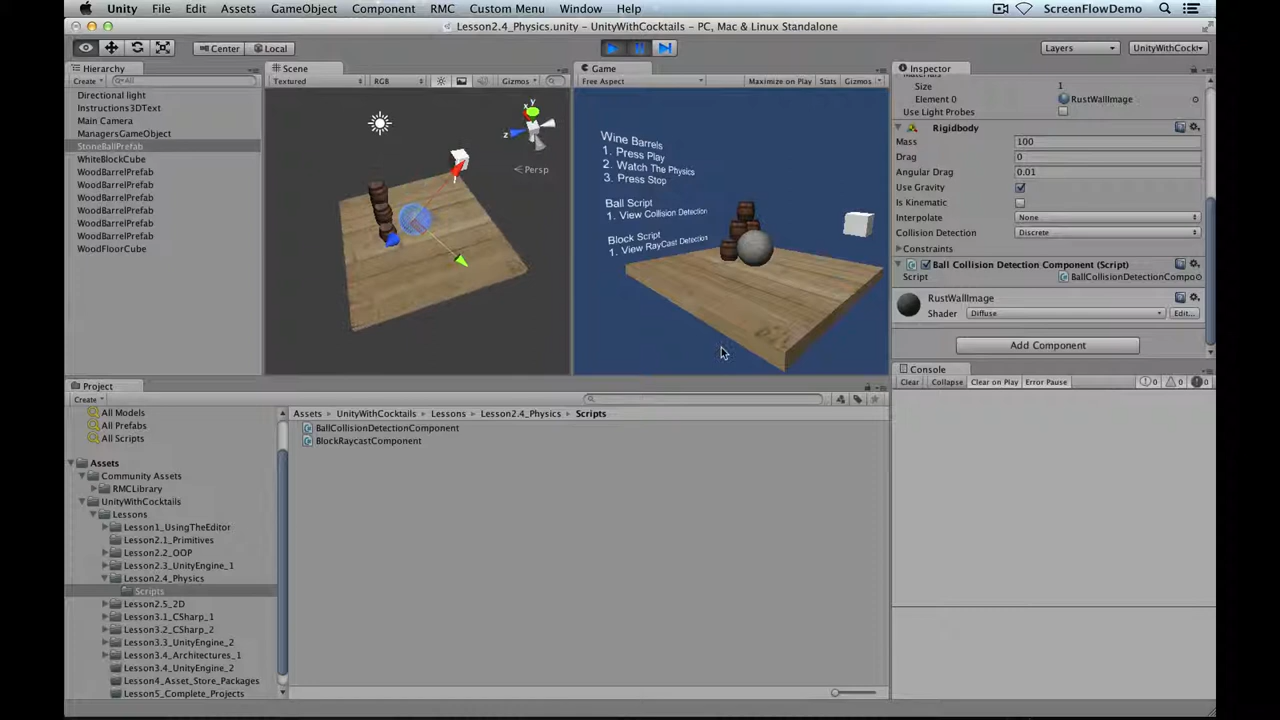 Unity File Edit Assets GameObject Component RMC Custom Menu Window Help ScreenFlowDemo
Lesson2.4_Physics.unity - UnityWithCocktails - PC, Mac & Linux Standalone
Center Local Layers UnityWithCockt
Hierarchy
Create All
Directional light
Instructions3DText
Main Camera
ManagersGameObject
StoneBallPrefab
WhiteBlockCube
WoodBarrelPrefab
WoodBarrelPrefab
WoodBarrelPrefab
WoodBarrelPrefab
WoodBarrelPrefab
WoodBarrelPrefab
WoodFloorCube
Scene
Textured RGB Gizmos
x y
z
Persp
Game
Free Aspect Maximize on Play Stats Gizmos
Wine Barrels
1. Press Play
2. Watch The Physics
3. Press Stop
Ball Script
1. View Collision Detection
Block Script
1. View RayCast Detection
Inspector
Materials
Size 1
Element 0 RustWallImage
Use Light Probes
Rigidbody
Mass 100
Drag 0
Angular Drag 0.01
Use Gravity
Is Kinematic
Interpolate None
Collision Detection Discrete
Constraints
Ball Collision Detection Component (Script)
Script BallCollisionDetectionCompo
RustWallImage
Shader Diffuse Edit...
Add Component
Console
Clear Collapse Clear on Play Error Pause 0 0 0
Project
Create
All Models
All Prefabs
All Scripts
Assets
Community Assets
RMCLibrary
UnityWithCocktails
Lessons
Lesson1_UsingTheEditor
Lesson2.1_Primitives
Lesson2.2_OOP
Lesson2.3_UnityEngine_1
Lesson2.4_Physics
Scripts
Lesson2.5_2D
Lesson3.1_CSharp_1
Lesson3.2_CSharp_2
Lesson3.3_UnityEngine_2
Lesson3.4_Architectures_1
Lesson3.4_UnityEngine_2
Lesson4_Asset_Store_Packages
Lesson5_Complete_Projects
Assets UnityWithCocktails Lessons Lesson2.4_Physics Scripts
BallCollisionDetectionComponent
BlockRaycastComponent